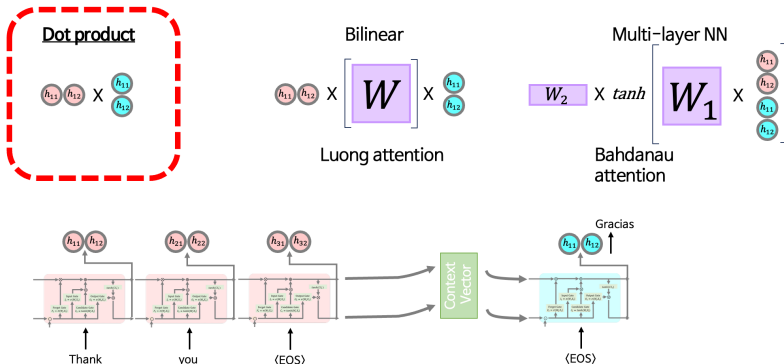 Dot product
Bilinear
Multi-layer NN
h₁₁ h₁₂ X h₁₁ h₁₂
h₁₁ h₁₂ X [ W ] X h₁₁ h₁₂
W₂ X tanh [ W₁ X h₁₁ h₁₂ h₁₁ h₁₂ ]
Luong attention
Bahdanau
attention
h₁₁ h₁₂
h₂₁ h₂₂
h₃₁ h₃₂
h₁₁ h₁₂
Gracias
Context
Vector
Thank
you
⟨EOS⟩
⟨EOS⟩